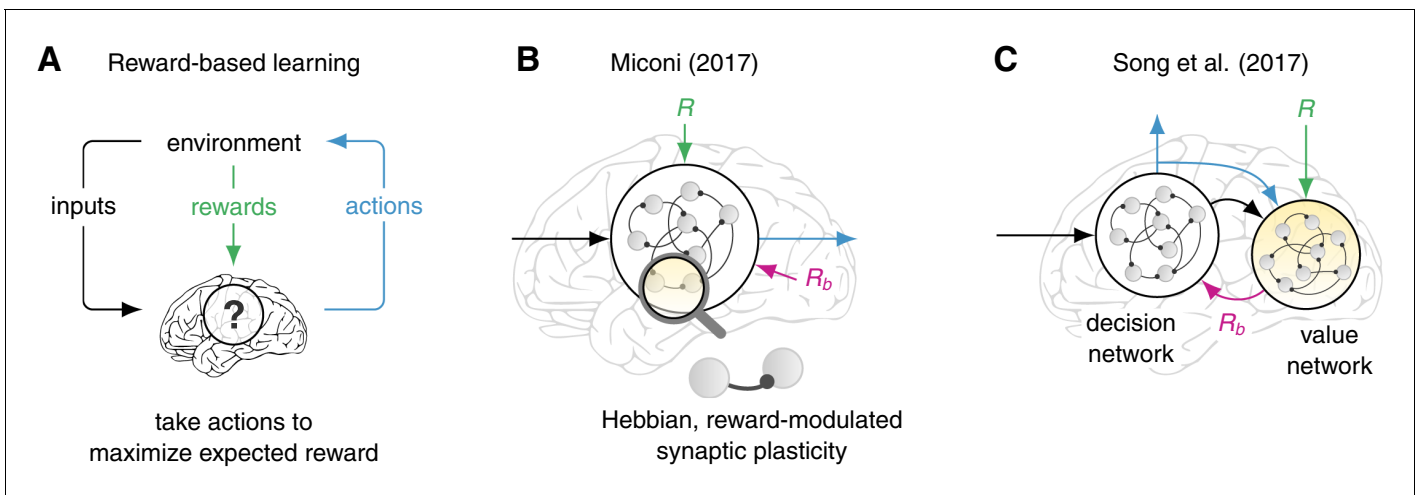 A Reward-based learning
environment
inputs
rewards
actions
?
take actions to
maximize expected reward
B Miconi (2017)
R
R_b
Hebbian, reward-modulated
synaptic plasticity
C Song et al. (2017)
R
R_b
decision
network
value
network